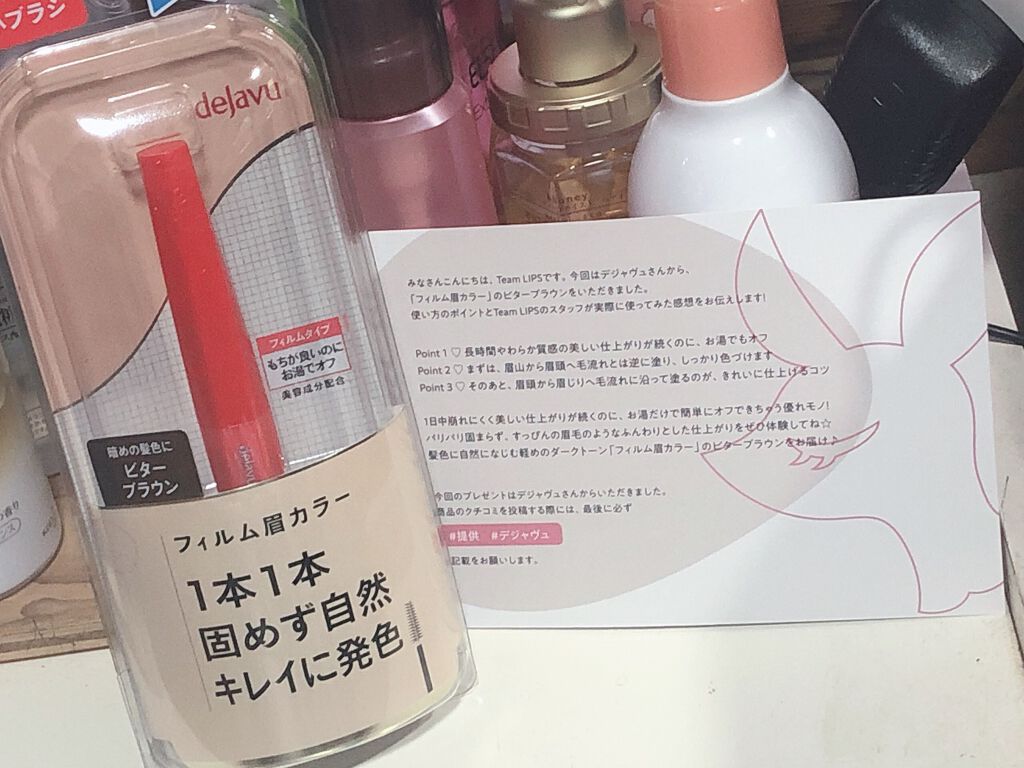 ブラシ
dejavu
フィルムタイプ
もちが良いのに
お湯でオフ
美容成分配合
暗めの髪色に
ビター
ブラウン
dejavu
フィルム眉カラー
1本1本
固めず自然
キレイに発色
みなさんこんにちは、Team LIPSです。今回はデジャヴュさんから、
「フィルム眉カラー」のビターブラウンをいただきました。
使い方のポイントとTeam LIPSのスタッフが実際に使ってみた感想をお伝えします!
Point 1 ♡ 長時間やわらか質感の美しい仕上がりが続くのに、お湯でもオフ
Point 2 ♡ まずは、眉山から眉頭へ毛流れとは逆に塗り、しっかり色づけます
Point 3 ♡ そのあと、眉頭から眉じりへ毛流れに沿って塗るのが、きれいに仕上げるコツ
1日中崩れにくく美しい仕上がりが続くのに、お湯だけで簡単にオフできちゃう優れモノ!
バリバリ固まらず、すっぴんの眉毛のようなふんわりとした仕上がりをぜひ体験してね☆
髪色に自然になじむ軽めのダークトーン「フィルム眉カラー」のビターブラウンをお届け♪
今回のプレゼントはデジャヴュさんからいただきました。
商品のクチコミを投稿する際には、最後に必ず
#提供 #デジャヴュ
記載をお願いします。